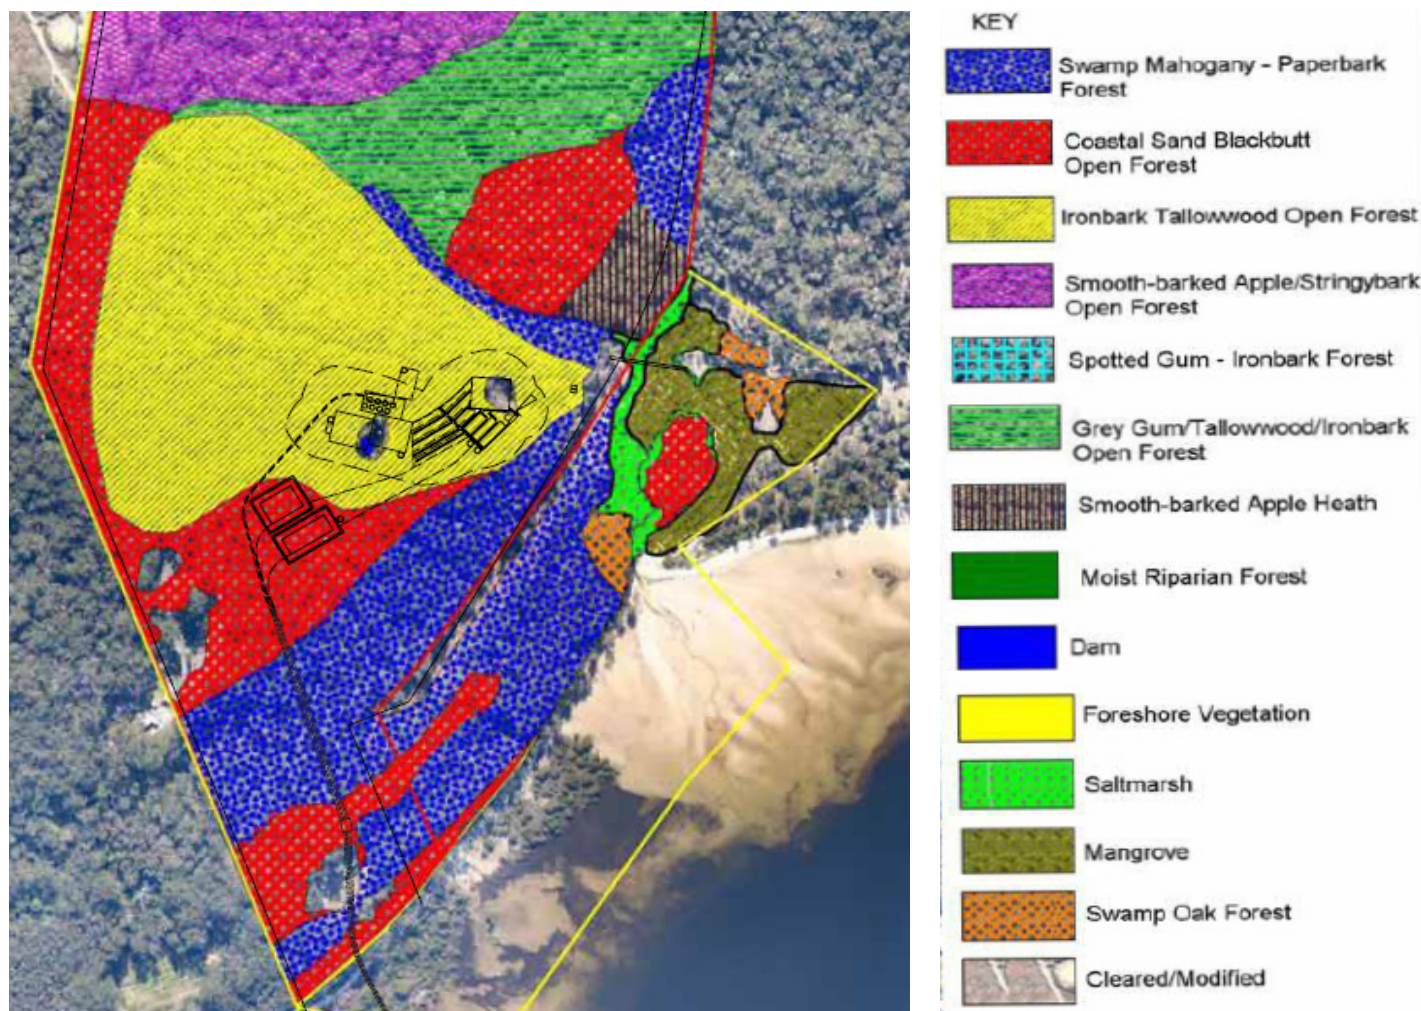 KEY
Swamp Mahogany - Paperbark
Forest
Coastal Sand Blackbutt
Open Forest
Ironbark Tallowwood Open Forest
Smooth-barked Apple/Stringybark
Open Forest
Spotted Gum - Ironbark Forest
Grey Gum/Tallowwood/Ironbark
Open Forest
Smooth-barked Apple Heath
Moist Riparian Forest
Dam
Foreshore Vegetation
Saltmarsh
Mangrove
Swamp Oak Forest
Cleared/Modified